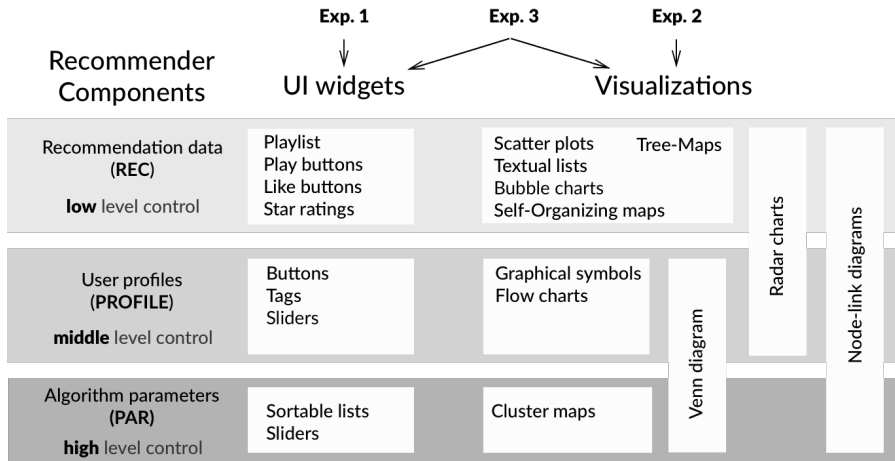 Exp. 1
Exp. 3
Exp. 2
Recommender
Components
UI widgets
Visualizations
Recommendation data
(REC)
low level control
Playlist
Play buttons
Like buttons
Star ratings
Scatter plots
Tree-Maps
Textual lists
Bubble charts
Self-Organizing maps
Radar charts
Node-link diagrams
User profiles
(PROFILE)
middle level control
Buttons
Tags
Sliders
Graphical symbols
Flow charts
Venn diagram
Algorithm parameters
(PAR)
high level control
Sortable lists
Sliders
Cluster maps